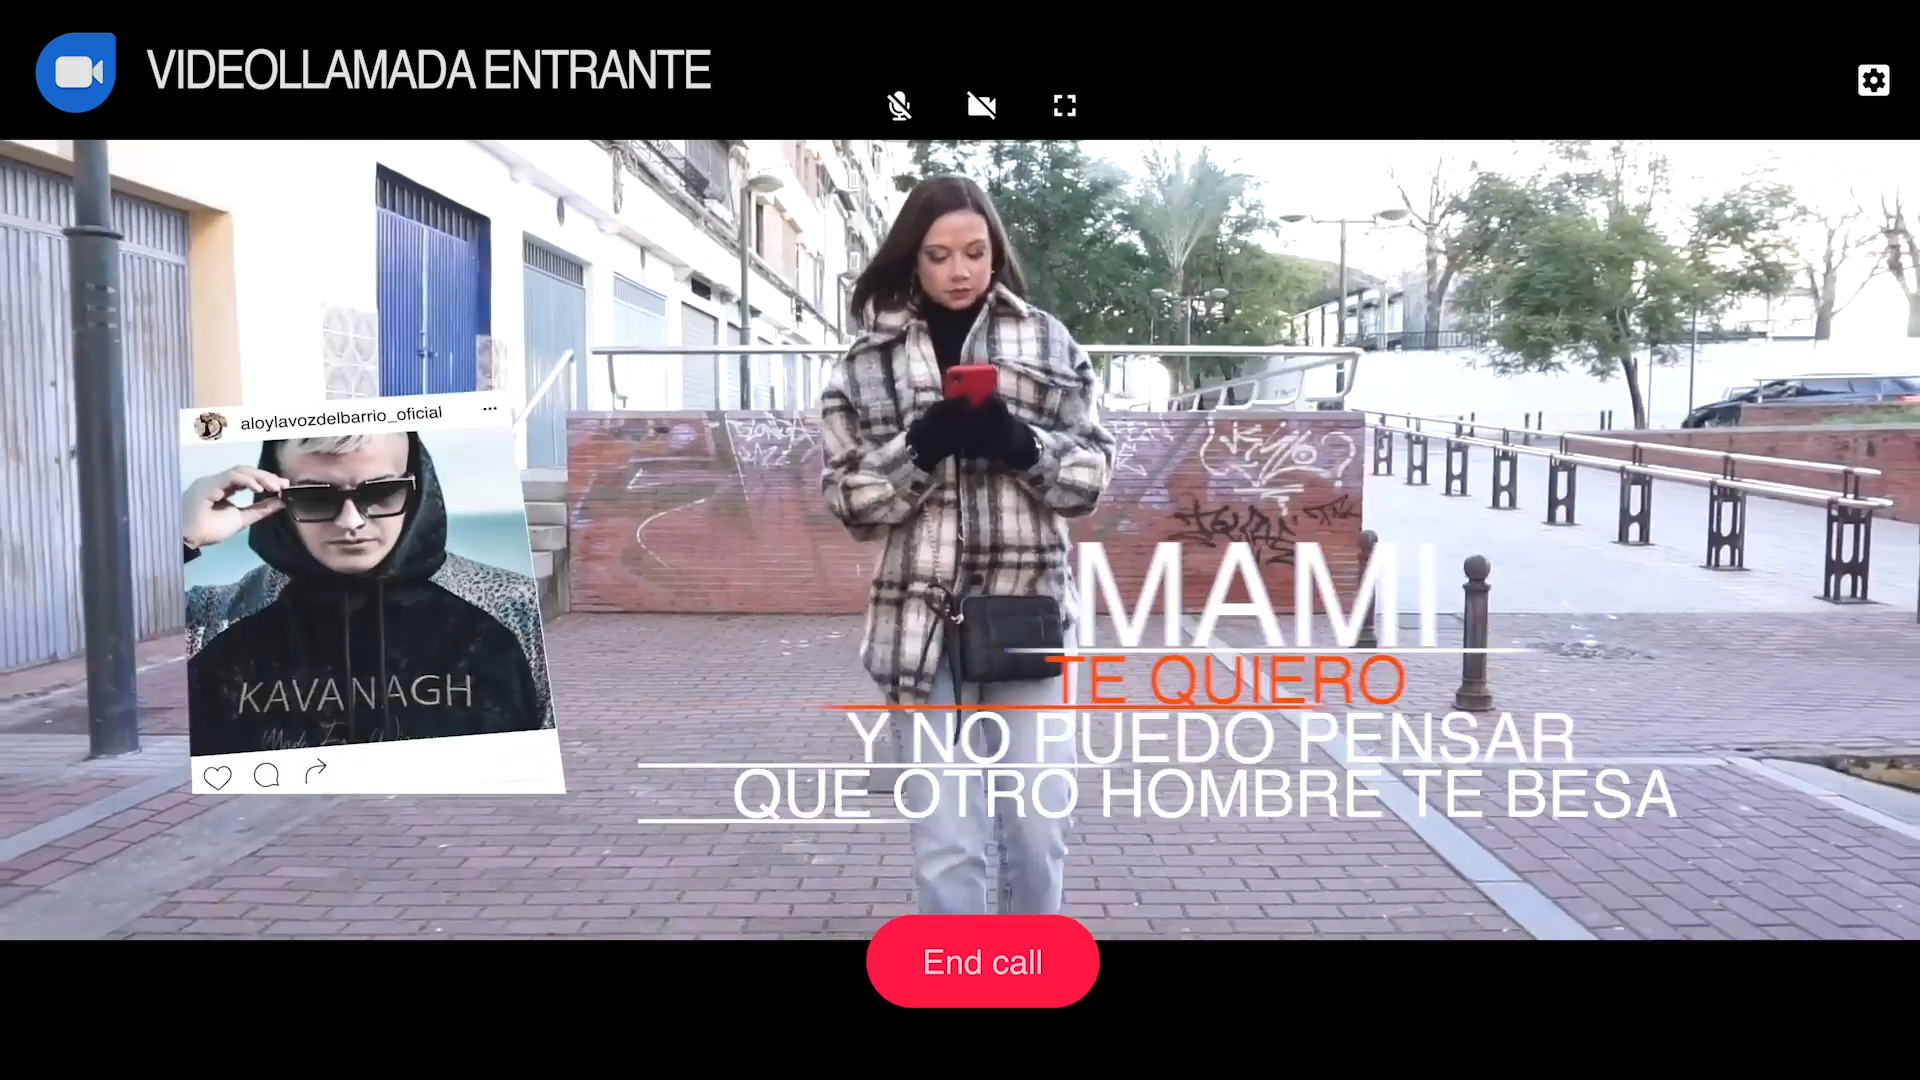 VIDEOLLAMADA ENTRANTE
aloylavozdelbarrio_oficial
KAVANAGH
MAMI
TE QUIERO
Y NO PUEDO PENSAR
QUE OTRO HOMBRE TE BESA
End call